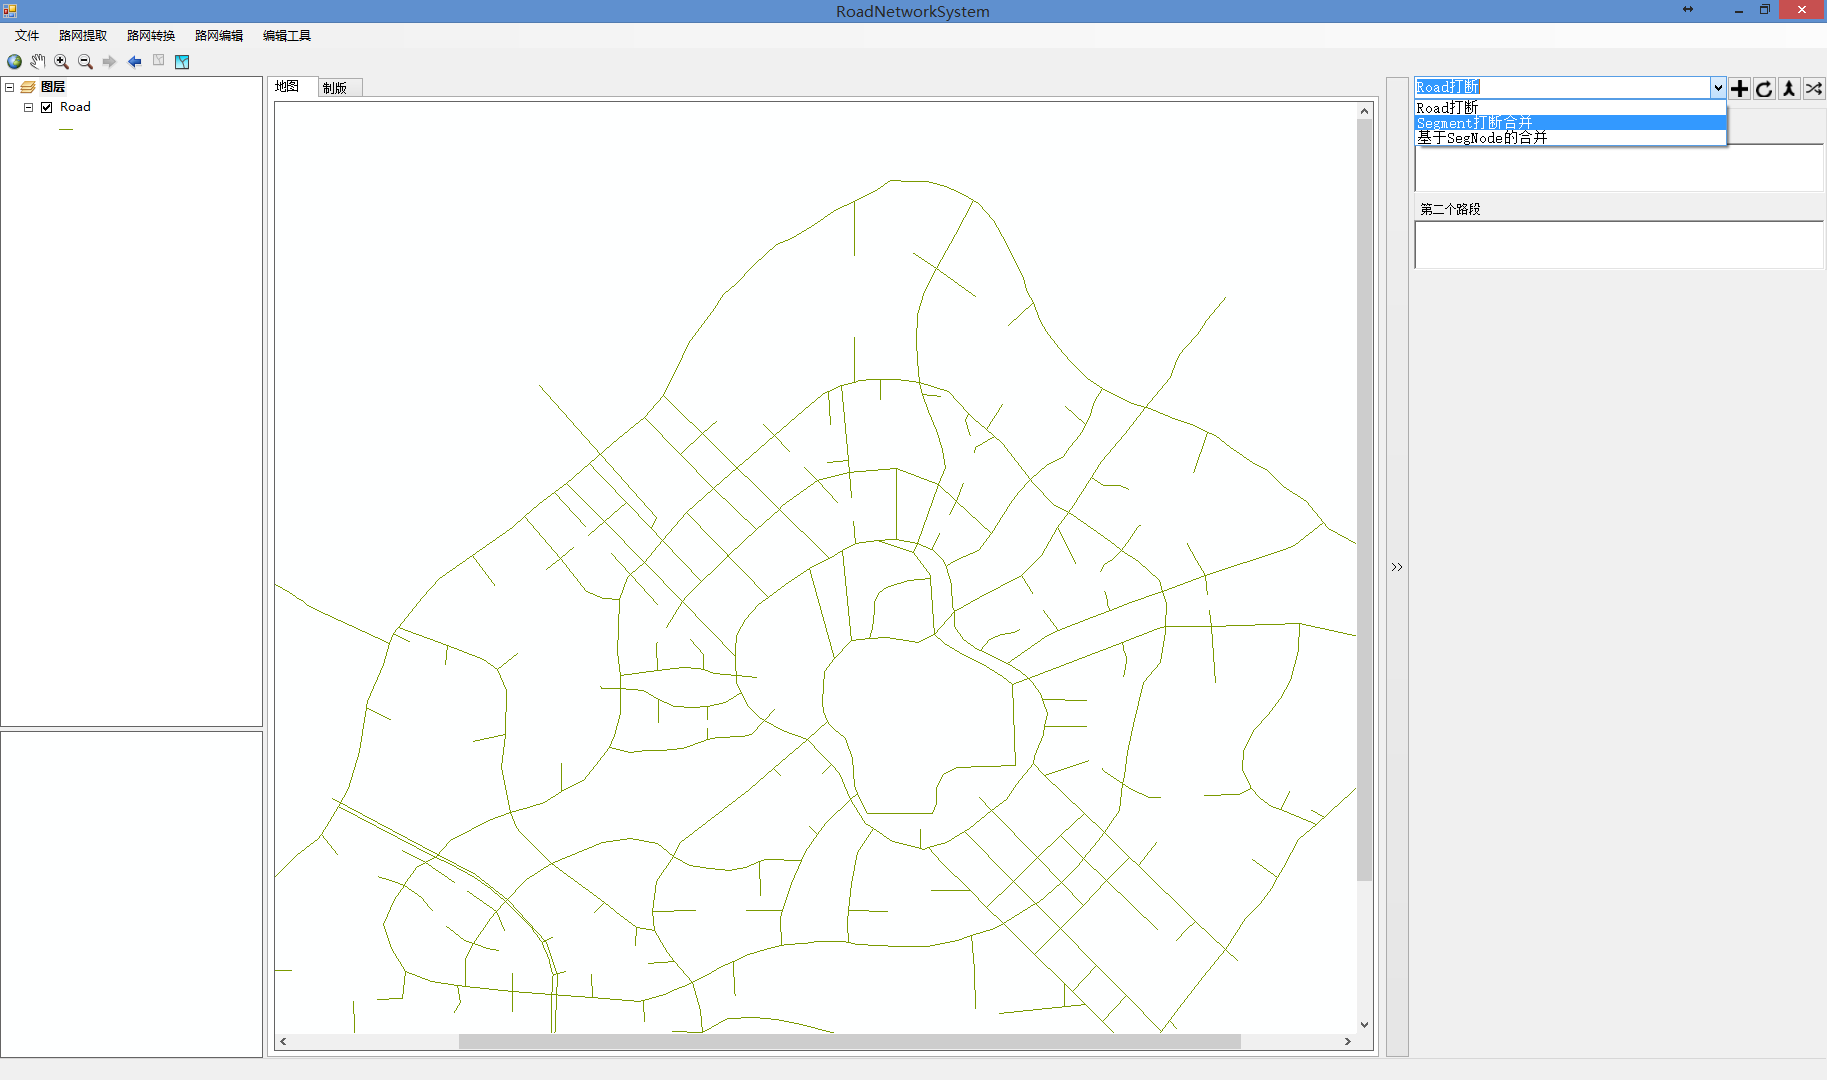 RoadNetworkSystem
文件 路网提取 路网转换 路网编辑 编辑工具
图层
Road
地图 制版
Road打断
Road打断
Segment打断合并
基于SegNode的合并
第二个路段
>>